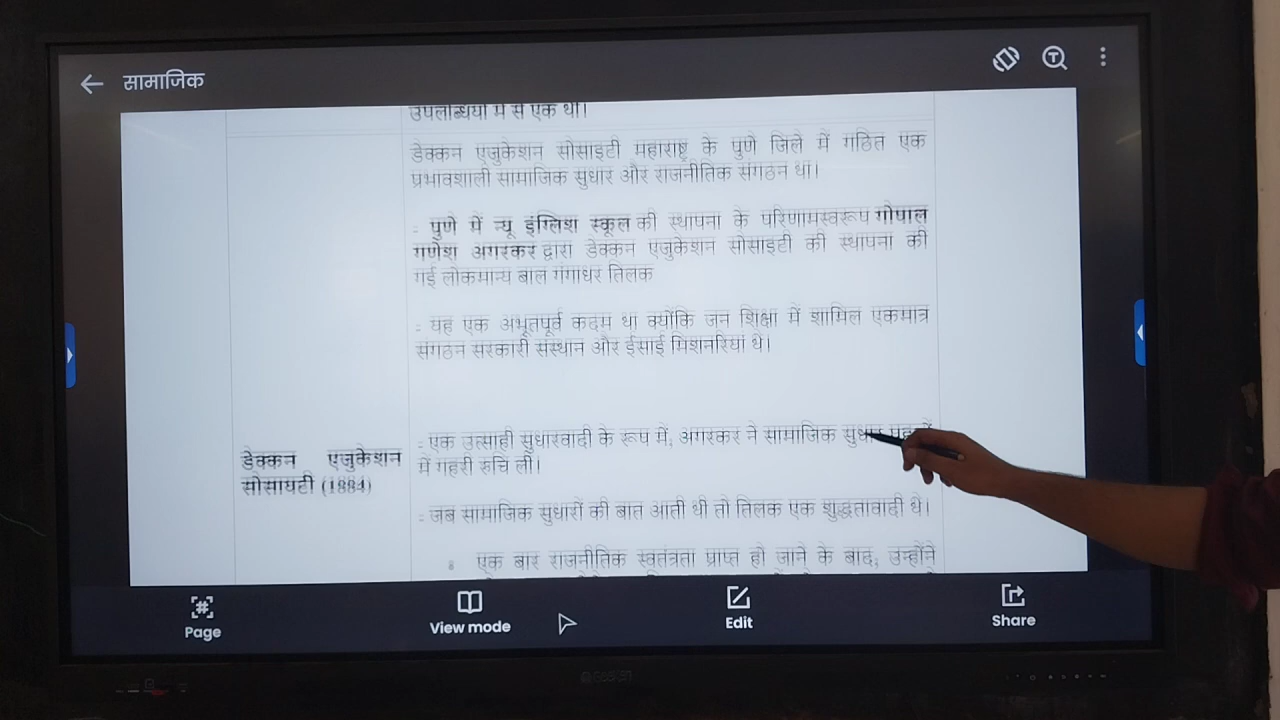 सामाजिक
उपलब्धियों में से एक थी।
डेक्कन एजुकेशन सोसाइटी महाराष्ट्र के पुणे जिले में गठित एक
प्रभावशाली सामाजिक सुधार और राजनीतिक संगठन था।
- पुणे में न्यू इंग्लिश स्कूल की स्थापना के परिणामस्वरूप गोपाल
गणेश अगरकर द्वारा डेक्कन एजुकेशन सोसाइटी की स्थापना की
गई लोकमान्य बाल गंगाधर तिलक
- यह एक अभूतपूर्व कदम था क्योंकि जन शिक्षा में शामिल एकमात्र
संगठन सरकारी संस्थान और ईसाई मिशनरियां थे।
डेक्कन एजुकेशन
सोसायटी (1884)
- एक उत्साही सुधारवादी के रूप में, अगरकर ने सामाजिक सुधार
में गहरी रुचि ली।
- जब सामाजिक सुधारों की बात आती थी तो तिलक एक शुद्धतावादी थे।
एक बार राजनीतिक स्वतंत्रता प्राप्त हो जाने के बाद, उन्होंने
Page
View mode
Edit
Share